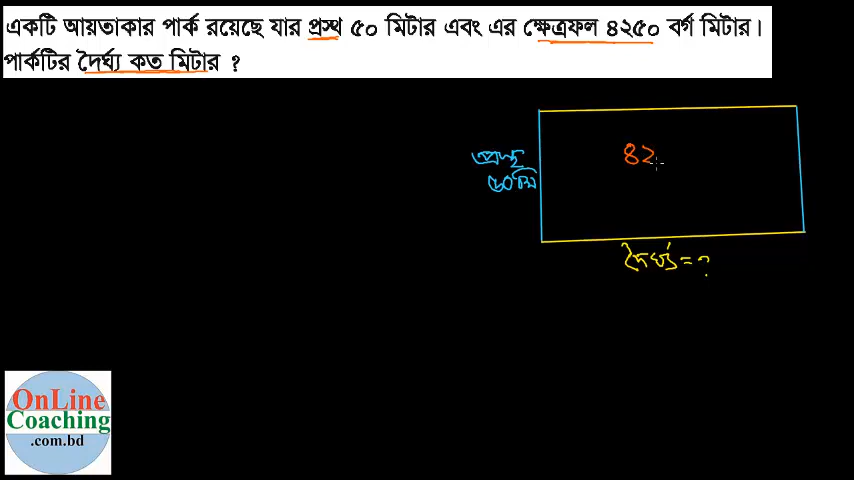 একটি আয়তাকার পার্ক রয়েছে যার প্রস্থ ৫০ মিটার এবং এর ক্ষেত্রফল ৪২৫০ বর্গ মিটার।
পার্কটির দৈর্ঘ্য কত মিটার ?
৪২
প্রস্থ
৫০মি
দৈর্ঘ্য = ?
OnLine
Coaching
.com.bd